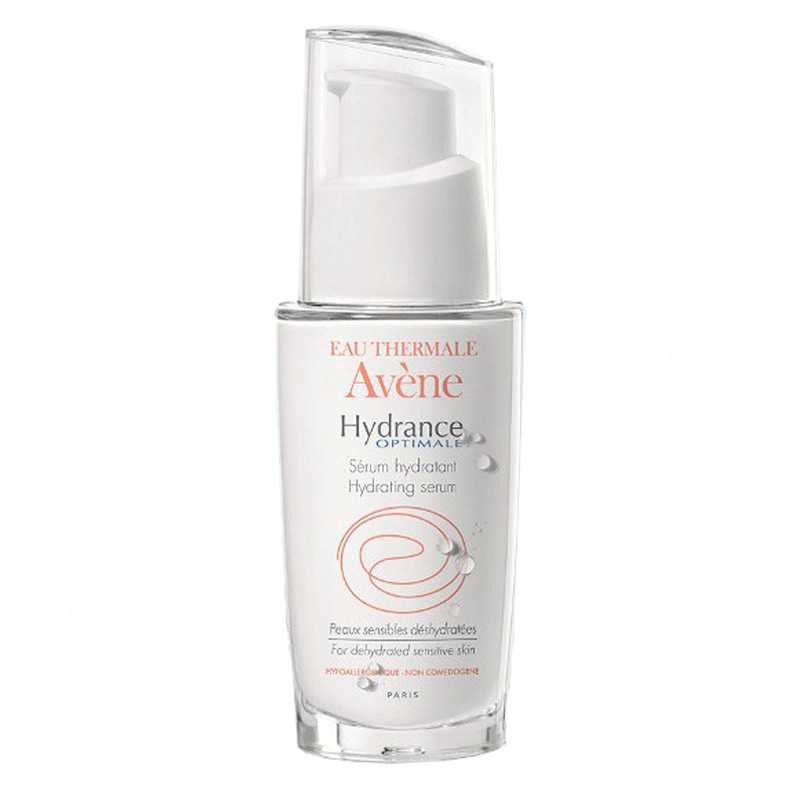 EAU THERMALE
Avène
Hydrance
OPTIMALE
Sérum hydratant
Hydrating serum
Peaux sensibles déshydratées
For dehydrated sensitive skin
HYPOALLERGÉNIQUE - NON COMÉDOGÈNE
PARIS